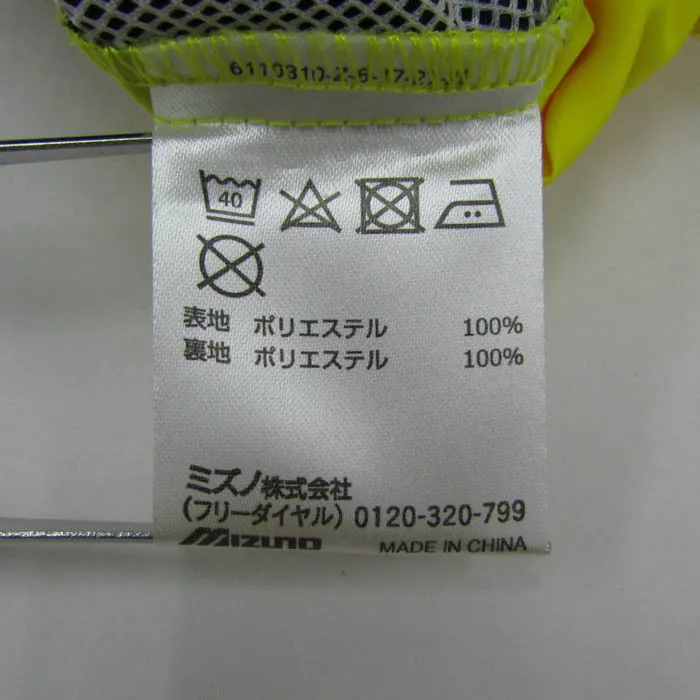 40
表地 ポリエステル 100%
裏地 ポリエステル 100%
ミズノ株式会社
(フリーダイヤル) 0120-320-799
MIZUNO MADE IN CHINA